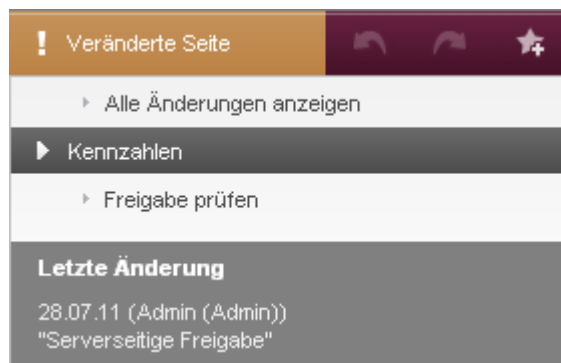 ! Veränderte Seite
Alle Änderungen anzeigen
Kennzahlen
Freigabe prüfen
Letzte Änderung
28.07.11 (Admin (Admin))
"Serverseitige Freigabe"